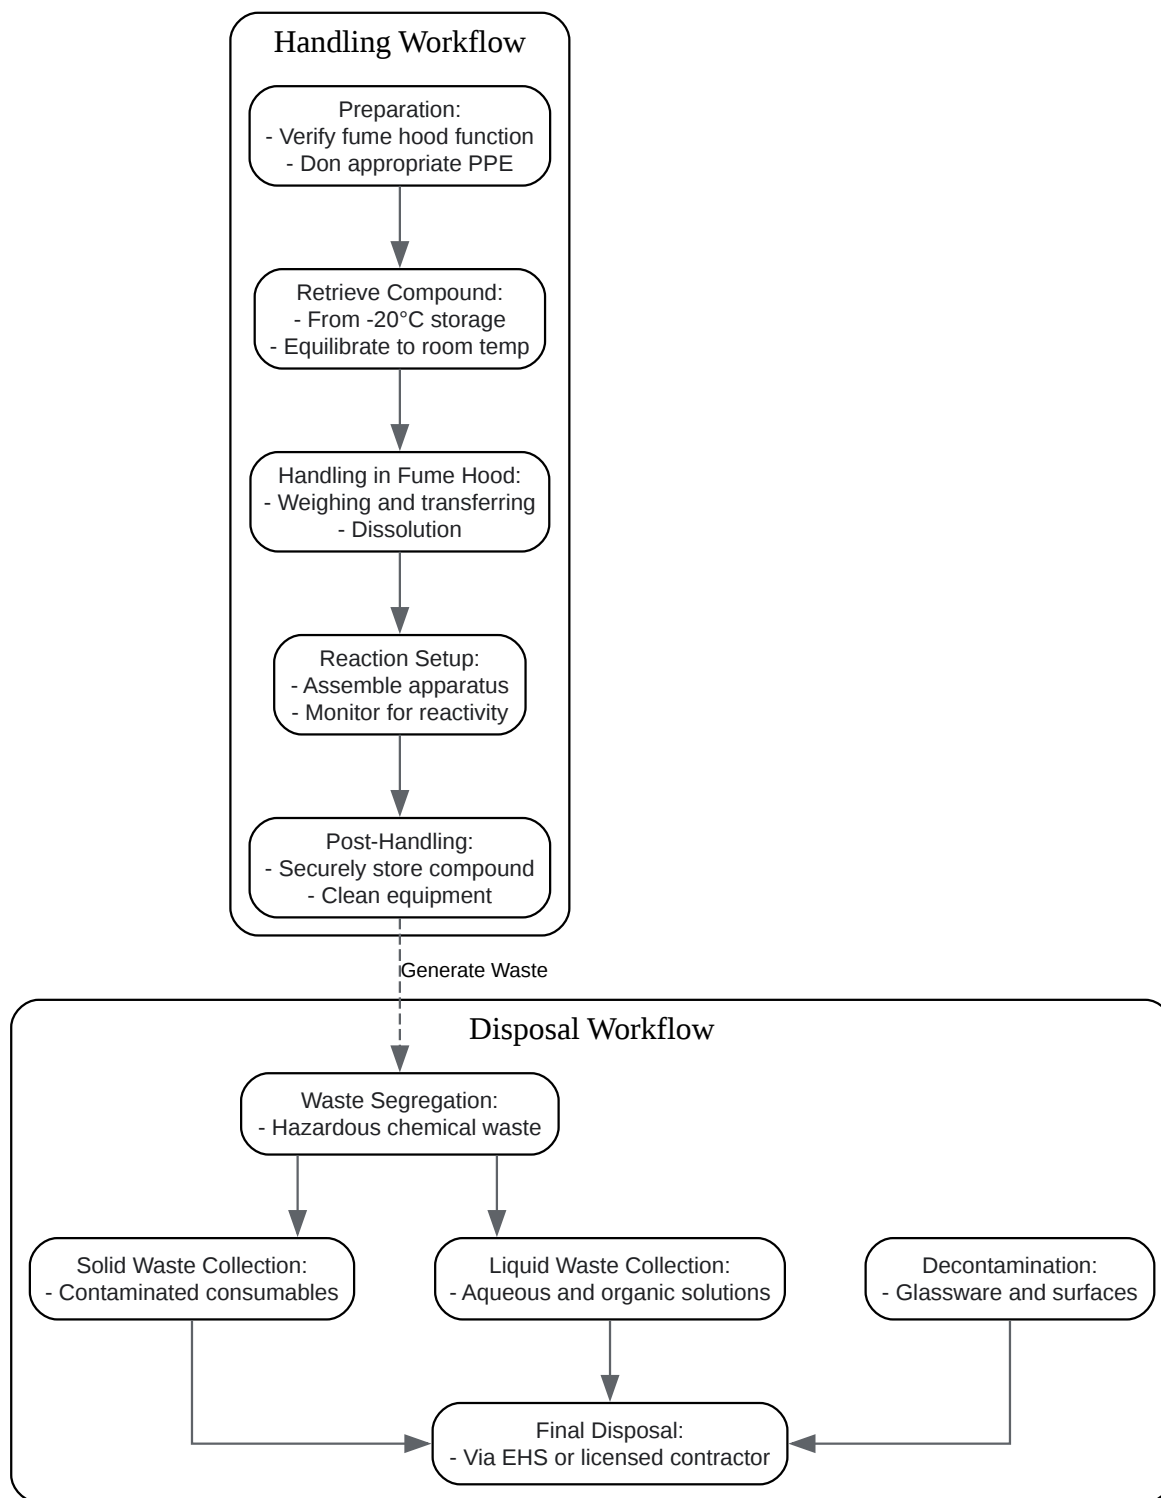 Handling Workflow
Preparation:
- Verify fume hood function
- Don appropriate PPE
Retrieve Compound:
- From -20°C storage
- Equilibrate to room temp
Handling in Fume Hood:
- Weighing and transferring
- Dissolution
Reaction Setup:
- Assemble apparatus
- Monitor for reactivity
Post-Handling:
- Securely store compound
- Clean equipment
Generate Waste
Disposal Workflow
Waste Segregation:
- Hazardous chemical waste
Solid Waste Collection:
- Contaminated consumables
Liquid Waste Collection:
- Aqueous and organic solutions
Decontamination:
- Glassware and surfaces
Final Disposal:
- Via EHS or licensed contractor